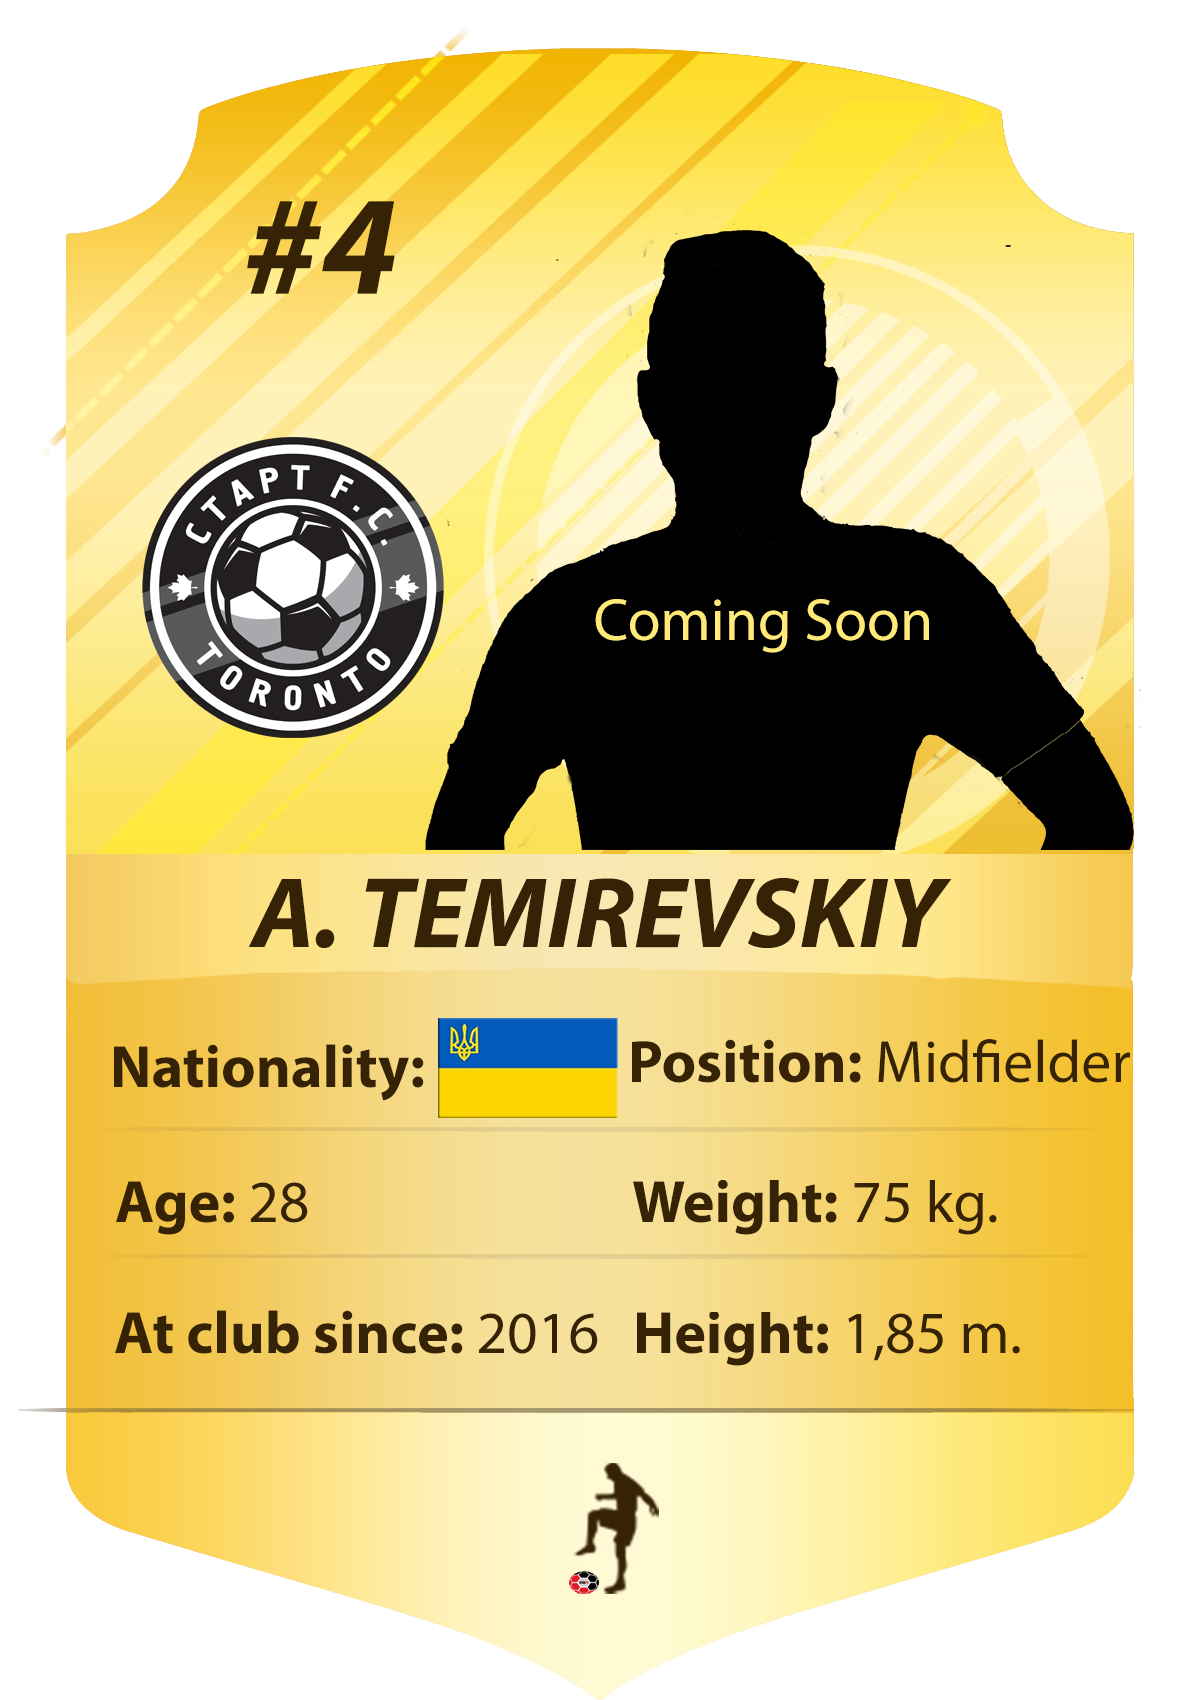 #4
СТАРТ F.C.
TORONTO
Coming Soon
A. TEMIREVSKIY
Nationality: Position: Midfielder
Age: 28 Weight: 75 kg.
At club since: 2016 Height: 1,85 m.